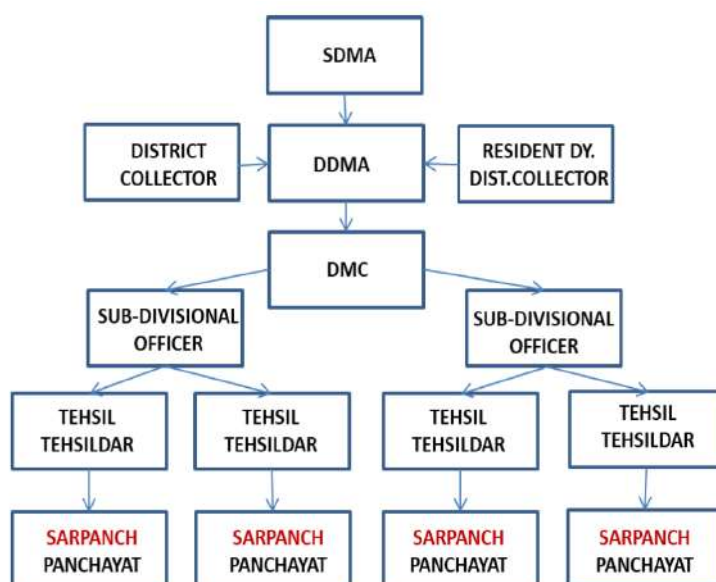 SDMA
DISTRICT
COLLECTOR
DDMA
RESIDENT DY.
DIST.COLLECTOR
DMC
SUB-DIVISIONAL
OFFICER
SUB-DIVISIONAL
OFFICER
TEHSIL
TEHSILDAR
TEHSIL
TEHSILDAR
TEHSIL
TEHSILDAR
TEHSIL
TEHSILDAR
SARPANCH
PANCHAYAT
SARPANCH
PANCHAYAT
SARPANCH
PANCHAYAT
SARPANCH
PANCHAYAT